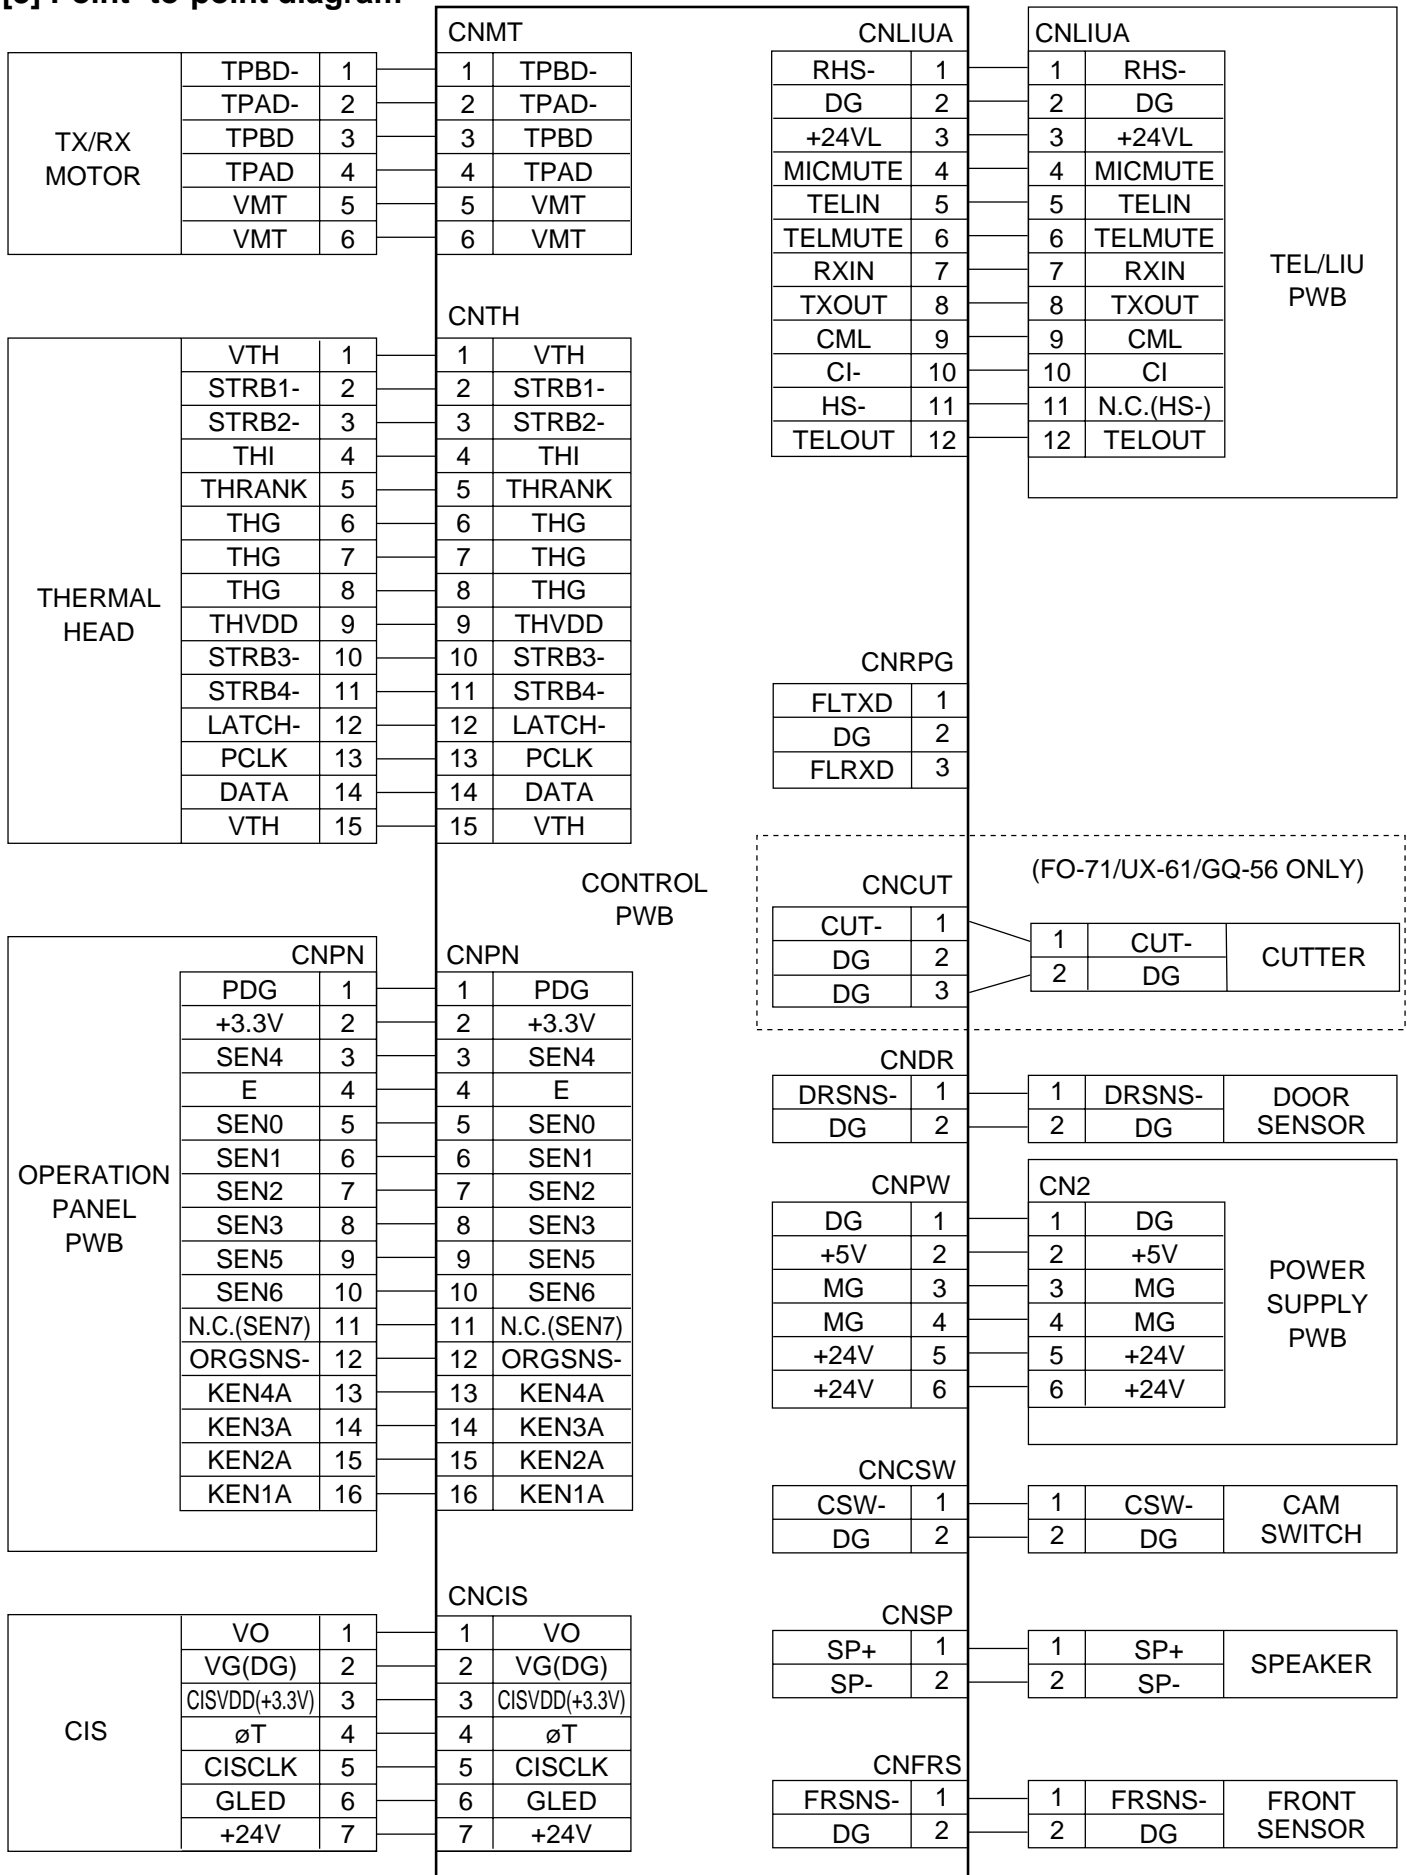 [3] Point-to-point diagram
CNMT
TX/RX
MOTOR
TPBD- 1 1 TPBD-
TPAD- 2 2 TPAD-
TPBD 3 3 TPBD
TPAD 4 4 TPAD
VMT 5 5 VMT
VMT 6 6 VMT
CNTH
THERMAL
HEAD
VTH 1 1 VTH
STRB1- 2 2 STRB1-
STRB2- 3 3 STRB2-
THI 4 4 THI
THRANK 5 5 THRANK
THG 6 6 THG
THG 7 7 THG
THG 8 8 THG
THVDD 9 9 THVDD
STRB3- 10 10 STRB3-
STRB4- 11 11 STRB4-
LATCH- 12 12 LATCH-
PCLK 13 13 PCLK
DATA 14 14 DATA
VTH 15 15 VTH
CONTROL
PWB
CNPN CNPN
OPERATION
PANEL
PWB
PDG 1 1 PDG
+3.3V 2 2 +3.3V
SEN4 3 3 SEN4
E 4 4 E
SEN0 5 5 SEN0
SEN1 6 6 SEN1
SEN2 7 7 SEN2
SEN3 8 8 SEN3
SEN5 9 9 SEN5
SEN6 10 10 SEN6
N.C.(SEN7) 11 11 N.C.(SEN7)
ORGSNS- 12 12 ORGSNS-
KEN4A 13 13 KEN4A
KEN3A 14 14 KEN3A
KEN2A 15 15 KEN2A
KEN1A 16 16 KEN1A
CNCIS
CIS
VO 1 1 VO
VG(DG) 2 2 VG(DG)
CISVDD(+3.3V) 3 3 CISVDD(+3.3V)
øT 4 4 øT
CISCLK 5 5 CISCLK
GLED 6 6 GLED
+24V 7 7 +24V
CNLIUA CNLIUA
RHS- 1 1 RHS-
DG 2 2 DG
+24VL 3 3 +24VL
MICMUTE 4 4 MICMUTE
TELIN 5 5 TELIN
TELMUTE 6 6 TELMUTE
RXIN 7 7 RXIN
TXOUT 8 8 TXOUT
CML 9 9 CML
CI- 10 10 CI
HS- 11 11 N.C.(HS-)
TELOUT 12 12 TELOUT
TEL/LIU
PWB
CNRPG
FLTXD 1
DG 2
FLRXD 3
(FO-71/UX-61/GQ-56 ONLY)
CNCUT
CUT- 1 1 CUT-
DG 2 2 DG
DG 3
CUTTER
CNDR
DRSNS- 1 1 DRSNS-
DG 2 2 DG
DOOR
SENSOR
CNPW CN2
DG 1 1 DG
+5V 2 2 +5V
MG 3 3 MG
MG 4 4 MG
+24V 5 5 +24V
+24V 6 6 +24V
POWER
SUPPLY
PWB
CNCSW
CSW- 1 1 CSW-
DG 2 2 DG
CAM
SWITCH
CNSP
SP+ 1 1 SP+
SP- 2 2 SP-
SPEAKER
CNFRS
FRSNS- 1 1 FRSNS-
DG 2 2 DG
FRONT
SENSOR